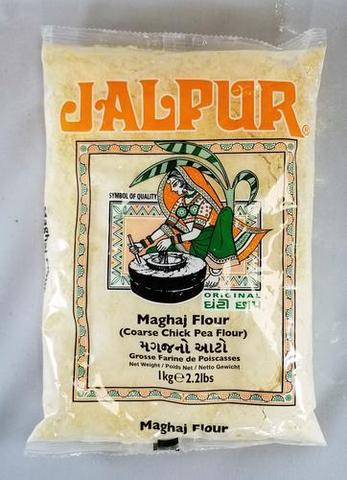 JALPUR®
SYMBOL OF QUALITY
ORIGINAL
ઘંટી છાપ
Maghaj Flour
(Coarse Chick Pea Flour)
મગજનો આટો
Grosse Farine de Poiscasses
Net Weight / Poids Net / Netto Gewicht
1kg℮2.2lbs
Maghaj Flour